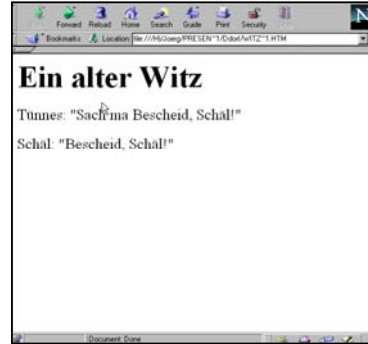 Forward Reload Home Search Guide Print Security
N
Bookmarks Location:
Ein alter Witz
Tünnes: "Sach ma Bescheid, Schäl!"
Schäl: "Bescheid, Schäl!"
Document: Done